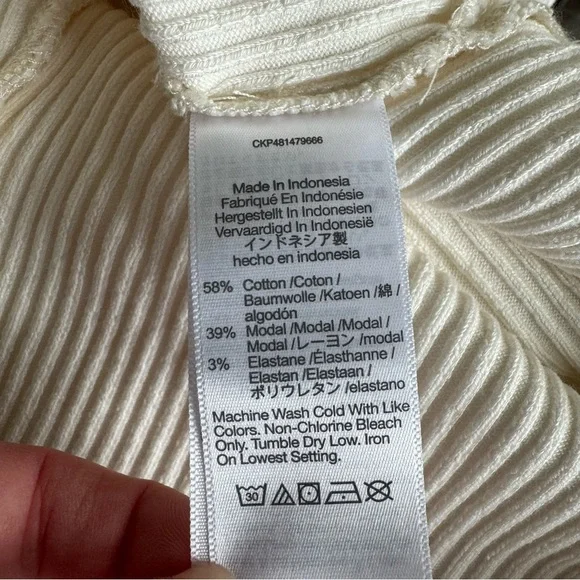 CKP481479666
Made In Indonesia
Fabriqué En Indonésie
Hergestellt In Indonesien
Vervaardigd In Indonesië
インドネシア製
hecho en indonesia
58% Cotton /Coton /
Baumwolle /Katoen /綿 /
algodón
39% Modal /Modal /Modal /
Modal /レーヨン /modal
3% Elastane /Élasthanne /
Elastan /Elastaan /
ポリウレタン /elastano
Machine Wash Cold With Like
Colors. Non-Chlorine Bleach
Only. Tumble Dry Low. Iron
On Lowest Setting.
30